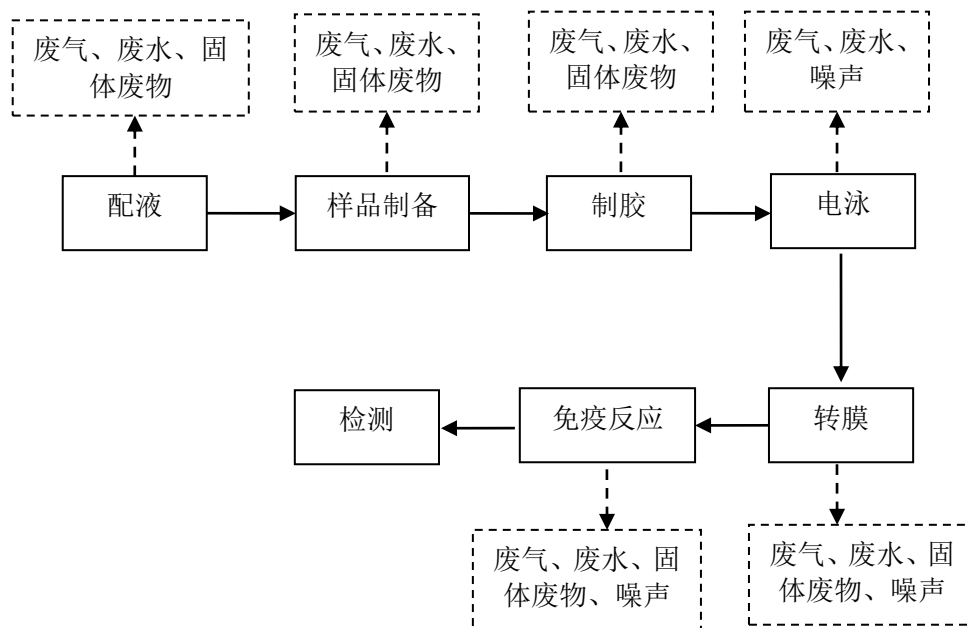 废气、废水、固
体废物
废气、废水、
固体废物
废气、废水、
固体废物
废气、废水、
噪声
配液
样品制备
制胶
电泳
检测
免疫反应
转膜
废气、废水、固
体废物、噪声
废气、废水、固
体废物、噪声